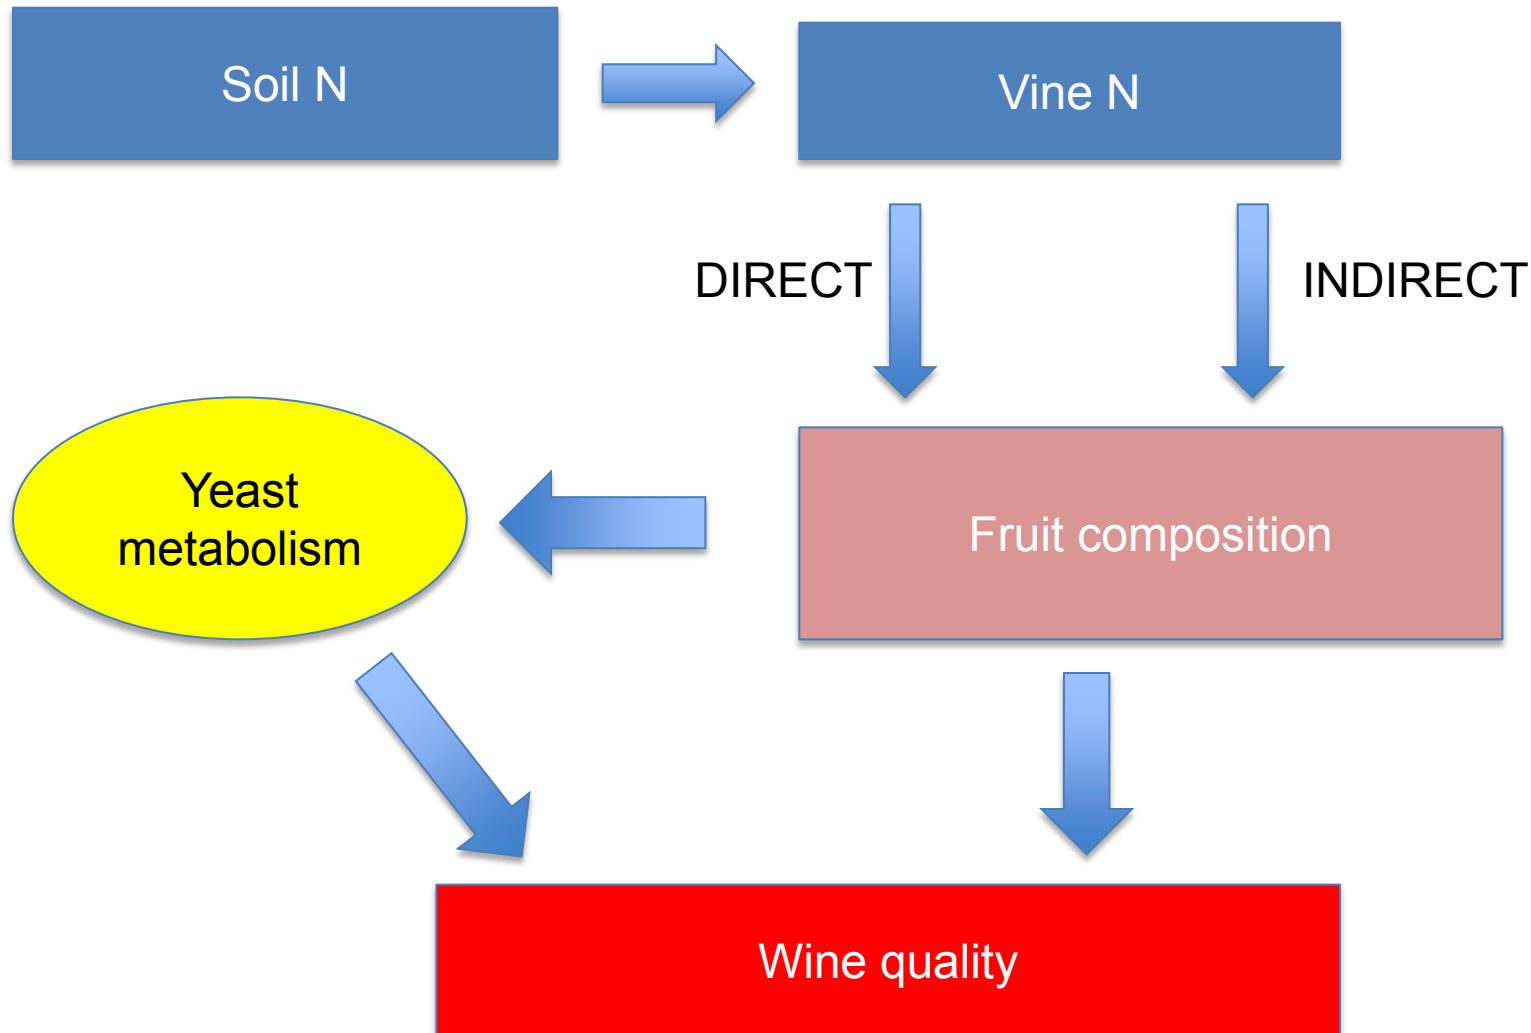 Soil N
Vine N
DIRECT
INDIRECT
Yeast
metabolism
Fruit composition
Wine quality